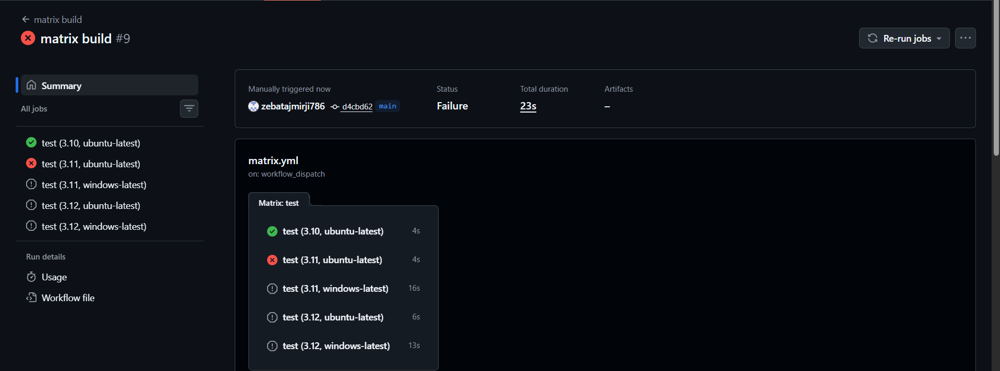 matrix build
matrix build #9
Re-run jobs
Summary
All jobs
test (3.10, ubuntu-latest)
test (3.11, ubuntu-latest)
test (3.11, windows-latest)
test (3.12, ubuntu-latest)
test (3.12, windows-latest)
Run details
Usage
Workflow file
Manually triggered now
zebatajmirji786 d4cbd62 main
Status
Failure
Total duration
23s
Artifacts
–
matrix.yml
on: workflow_dispatch
Matrix: test
test (3.10, ubuntu-latest) 4s
test (3.11, ubuntu-latest) 4s
test (3.11, windows-latest) 16s
test (3.12, ubuntu-latest) 6s
test (3.12, windows-latest) 13s